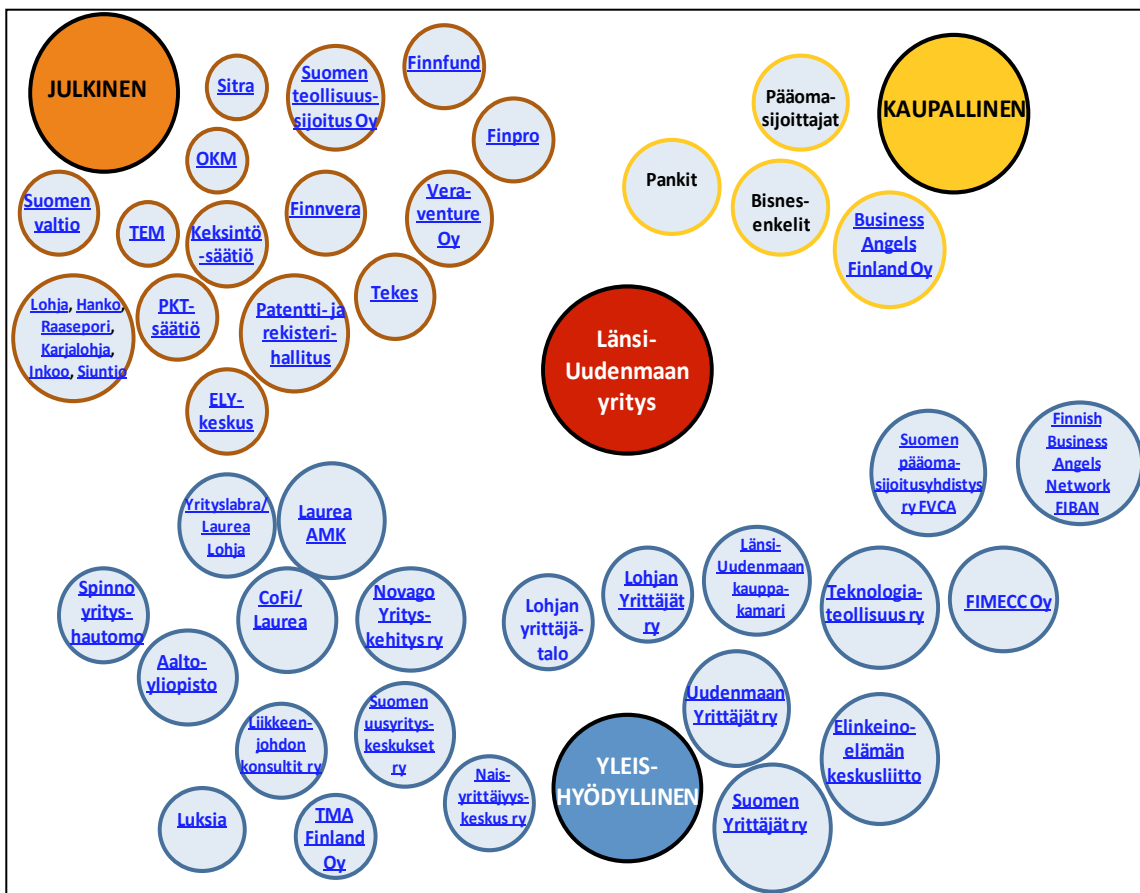 JULKINEN
Sitra
Suomen
teollisuus-
sijoitus Oy
Finnfund
Finpro
OKM
Suomen
valtio
TEM
Keksintö
-säätiö
Finnvera
Vera-
venture
Oy
Tekes
Lohja, Hanko,
Raasepori,
Karjalohja,
Inkoo, Siuntio
PKT-
säätiö
Patentti- ja
rekisteri-
hallitus
ELY-
keskus
Pääoma-
sijoittajat
KAUPALLINEN
Pankit
Bisnes-
enkelit
Business
Angels
Finland Oy
Länsi-
Uudenmaan
yritys
Suomen
pääoma-
sijoitusyhdistys
ry FVCA
Finnish
Business
Angels
Network
FIBAN
Yrityslabra/
Laurea
Lohja
Laurea
AMK
Spinno
yritys-
hautomo
CoFi/
Laurea
Novago
Yritys-
kehitys ry
Lohjan
yrittäjä-
talo
Lohjan
Yrittäjät
ry
Länsi-
Uudenmaan
kauppa-
kamari
Teknologia-
teollisuus ry
FIMECC Oy
Aalto-
yliopisto
Liikkeen-
johdon
konsultit ry
Suomen
uusyritys-
keskukset
ry
Uudenmaan
Yrittäjät ry
Elinkeino-
elämän
keskusliitto
Luksia
TMA
Finland
Oy
Nais-
yrittäjyys-
keskus ry
YLEIS-
HYÖDYLLINEN
Suomen
Yrittäjät ry